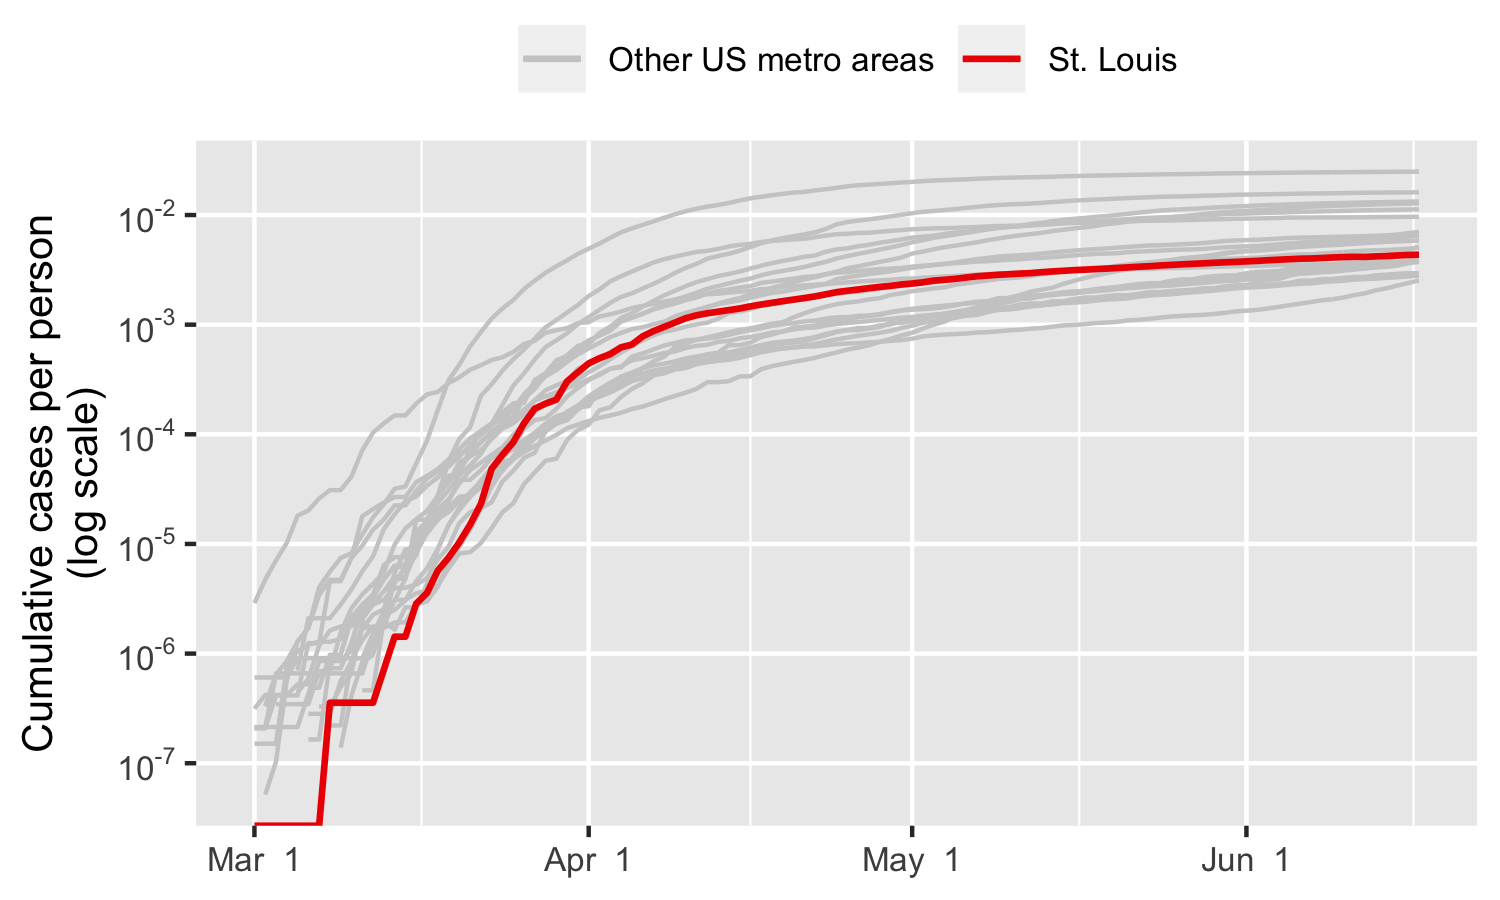 Other US metro areas St. Louis
Cumulative cases per person
(log scale)
10-2
10-3
10-4
10-5
10-6
10-7
Mar 1 Apr 1 May 1 Jun 1